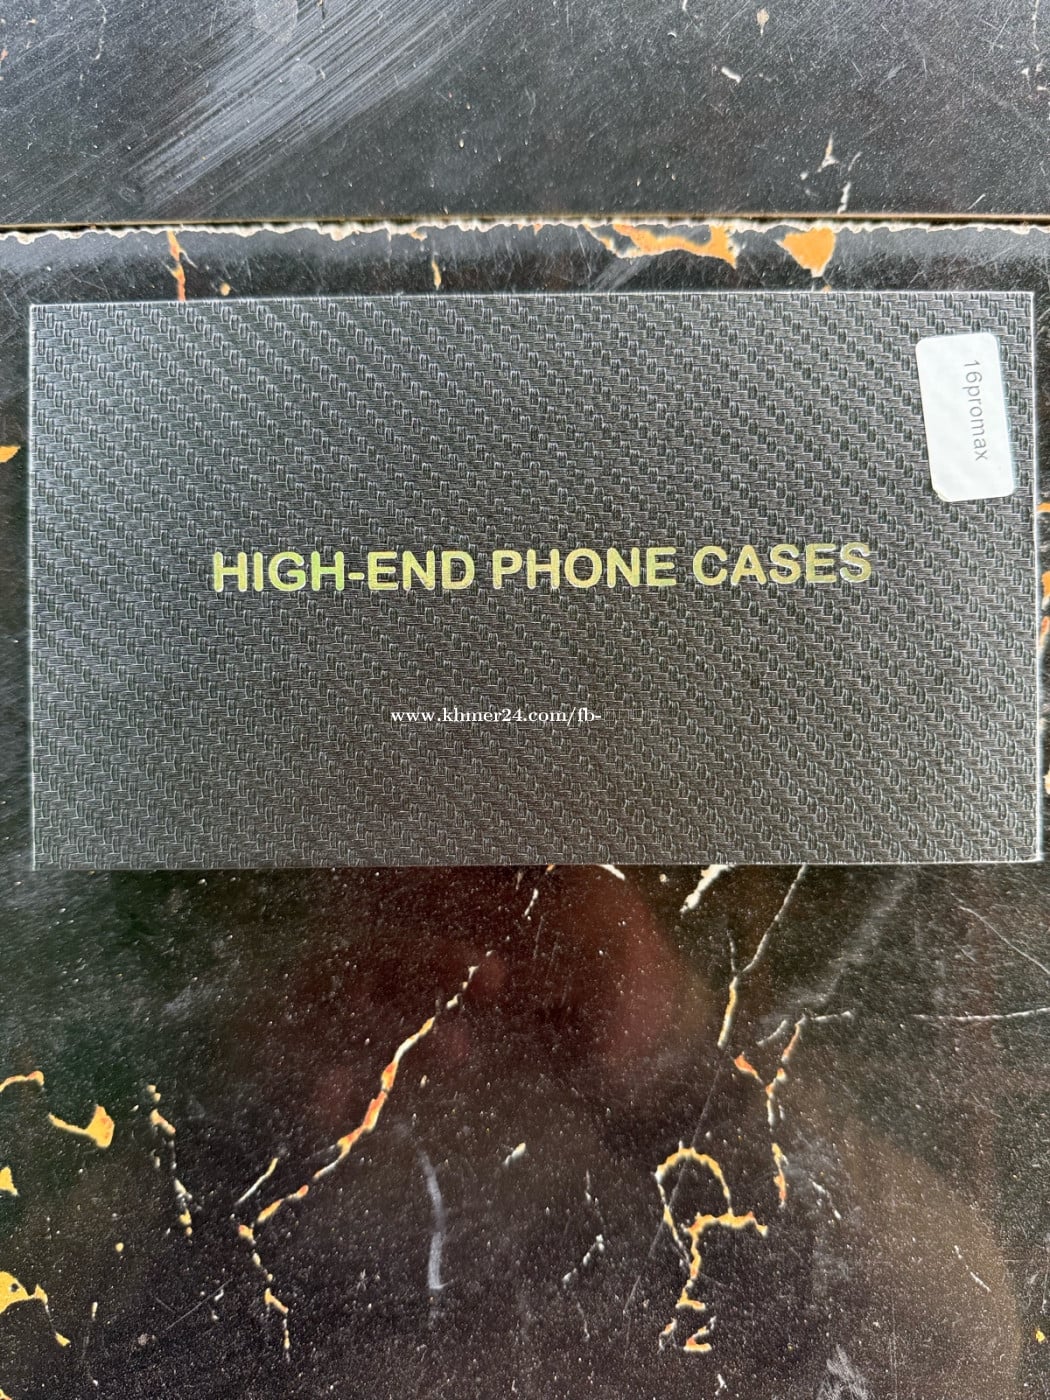 16promax
HIGH-END PHONE CASES
www.khmer24.com/fb-